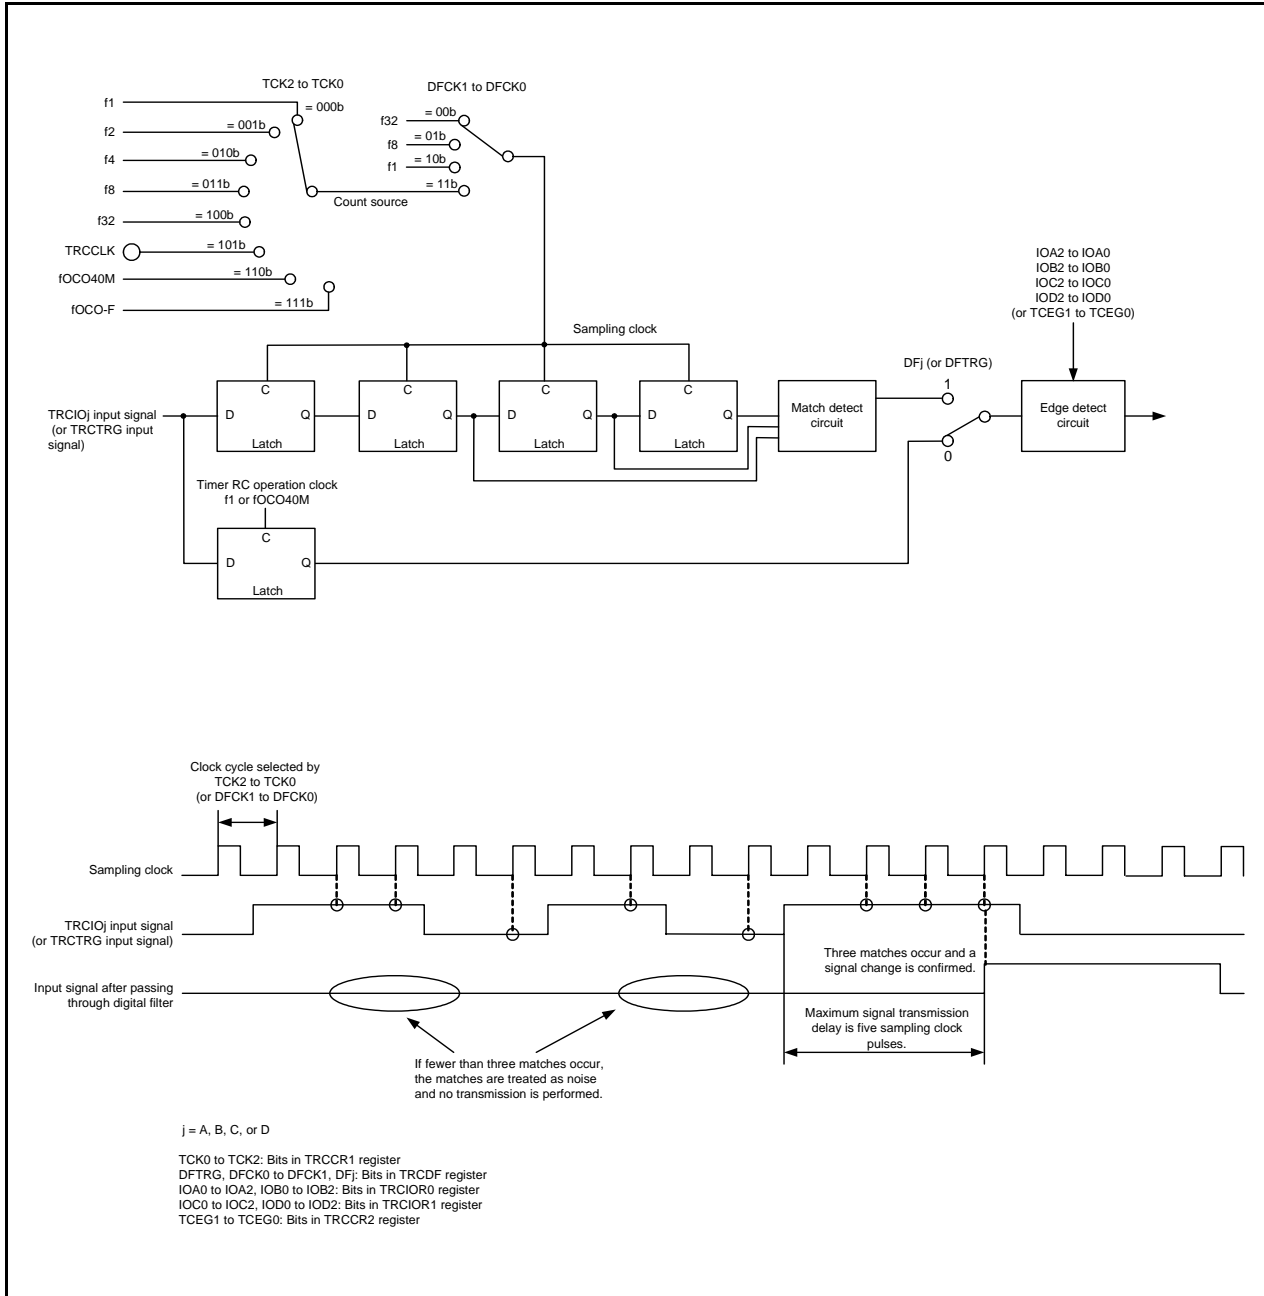 TCK2 to TCK0
DFCK1 to DFCK0
f1
= 000b
f2
= 001b
f4
= 010b
f8
= 011b
f32
= 100b
TRCCLK
= 101b
fOCO40M
= 110b
fOCO-F
= 111b
Count source
f32
= 00b
f8
= 01b
f1
= 10b
= 11b
IOA2 to IOA0
IOB2 to IOB0
IOC2 to IOC0
IOD2 to IOD0
(or TCEG1 to TCEG0)
Sampling clock
DFj (or DFTRG)
TRCIOj input signal
(or TRCTRG input
signal)
C
D
Q
Latch
C
D
Q
Latch
C
D
Q
Latch
C
D
Q
Latch
Match detect
circuit
1
0
Edge detect
circuit
Timer RC operation clock
f1 or fOCO40M
C
D
Q
Latch
Clock cycle selected by
TCK2 to TCK0
(or DFCK1 to DFCK0)
Sampling clock
TRCIOj input signal
(or TRCTRG input signal)
Three matches occur and a
signal change is confirmed.
Input signal after passing
through digital filter
Maximum signal transmission
delay is five sampling clock
pulses.
If fewer than three matches occur,
the matches are treated as noise
and no transmission is performed.
j = A, B, C, or D
TCK0 to TCK2: Bits in TRCCR1 register
DFTRG, DFCK0 to DFCK1, DFj: Bits in TRCDF register
IOA0 to IOA2, IOB0 to IOB2: Bits in TRCIOR0 register
IOC0 to IOC2, IOD0 to IOD2: Bits in TRCIOR1 register
TCEG1 to TCEG0: Bits in TRCCR2 register